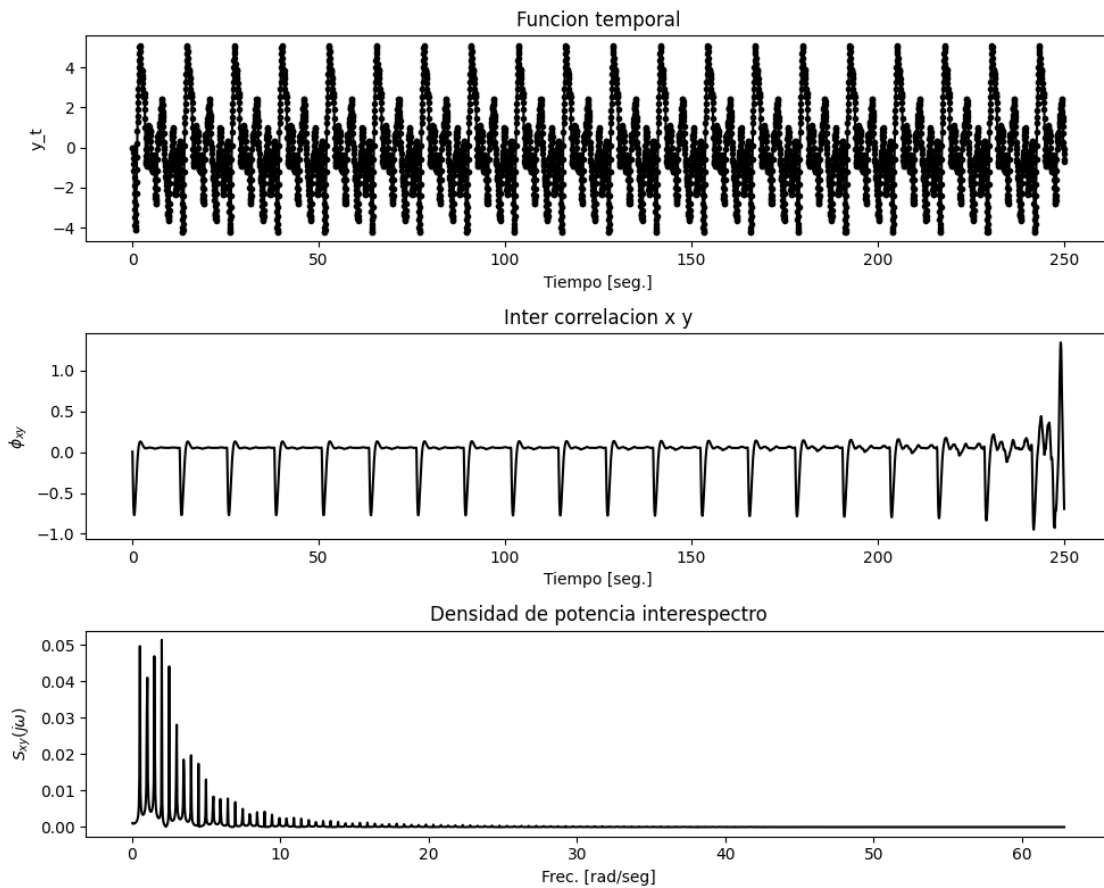 Funcion temporal
y_t
4
2
0
−2
−4
0 50 100 150 200 250
Tiempo [seg.]
Inter correlacion x y
ϕxy
1.0
0.5
0.0
−0.5
−1.0
0 50 100 150 200 250
Tiempo [seg.]
Densidad de potencia interespectro
Sxy(jω)
0.05
0.04
0.03
0.02
0.01
0.00
0 10 20 30 40 50 60
Frec. [rad/seg]